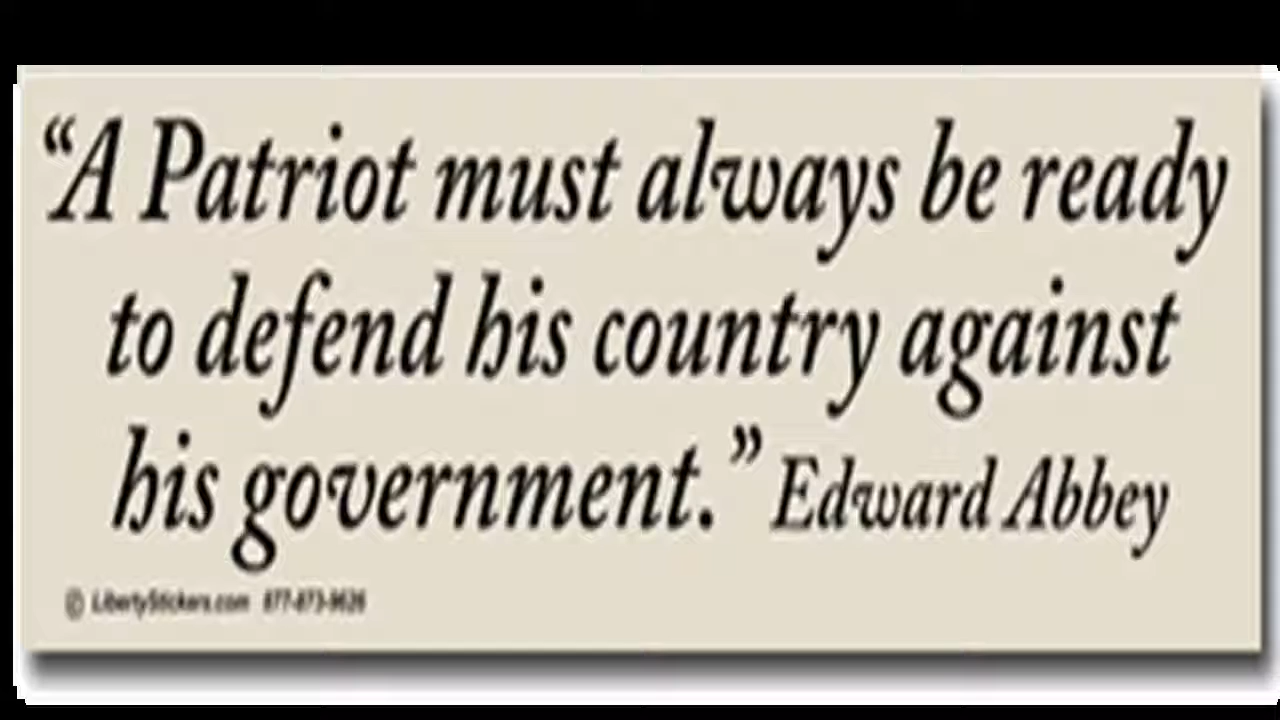 “A Patriot must always be ready
to defend his country against
his government.” Edward Abbey
© LibertyStickers.com